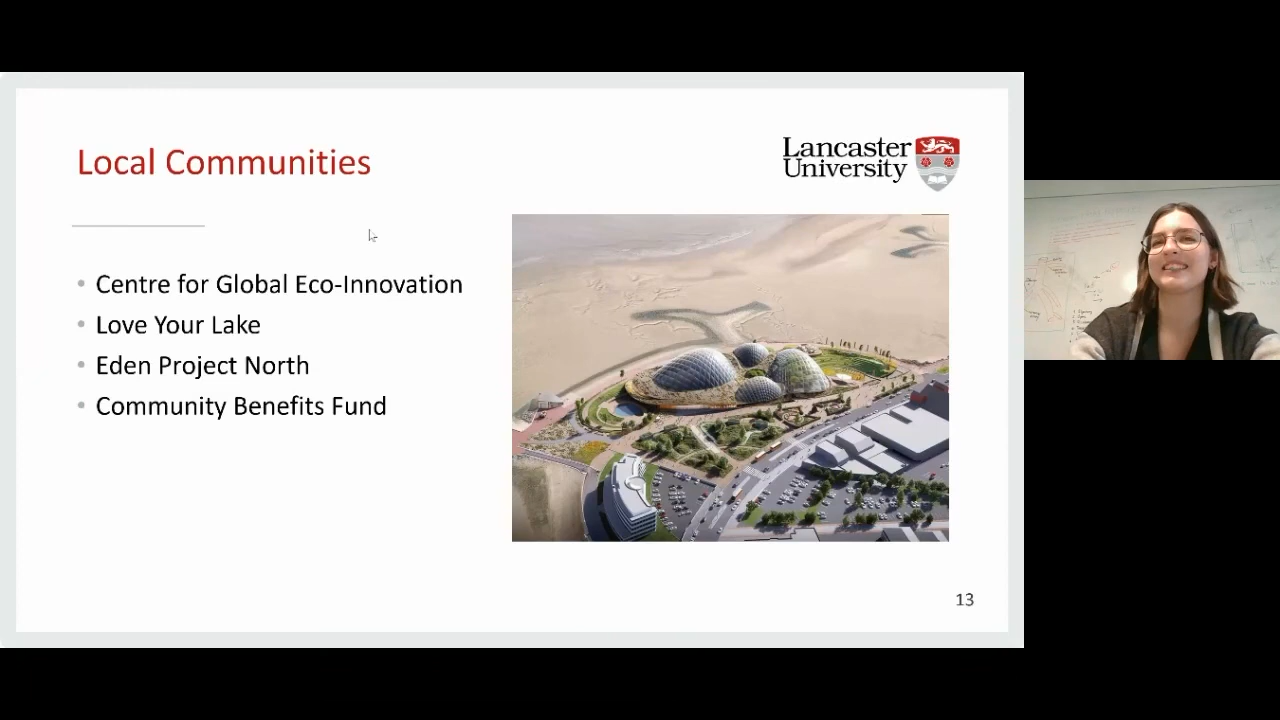 Local Communities
Lancaster
University
Centre for Global Eco-Innovation
Love Your Lake
Eden Project North
Community Benefits Fund
13